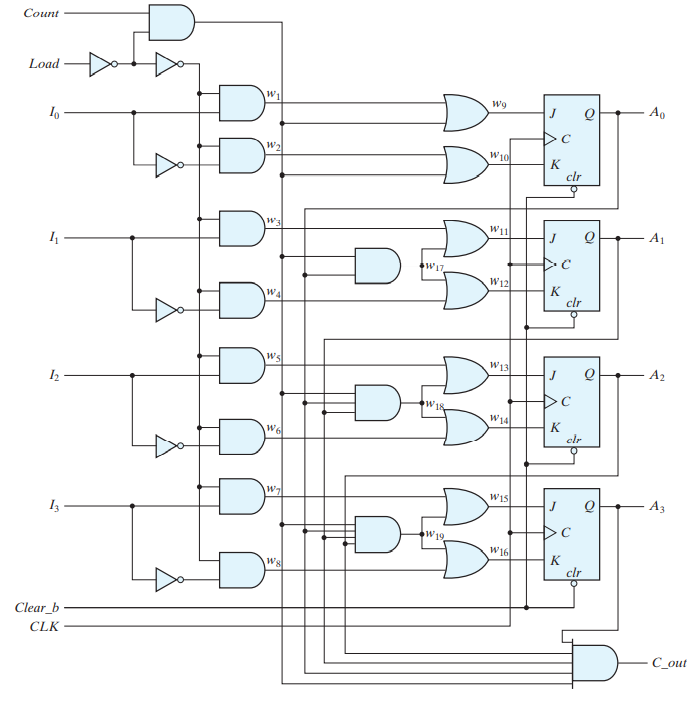 Count
Load
w1
I0
w9
J Q
A0
C
w2
w10
K
clr
w3
w11
I1
J Q
A1
w17
C
w4
w12
K
clr
w5
w13
I2
J Q
A2
w18
C
w6
w14
K
clr
w7
w15
I3
J Q
A3
w19
C
w8
w16
K
clr
Clear_b
CLK
C_out